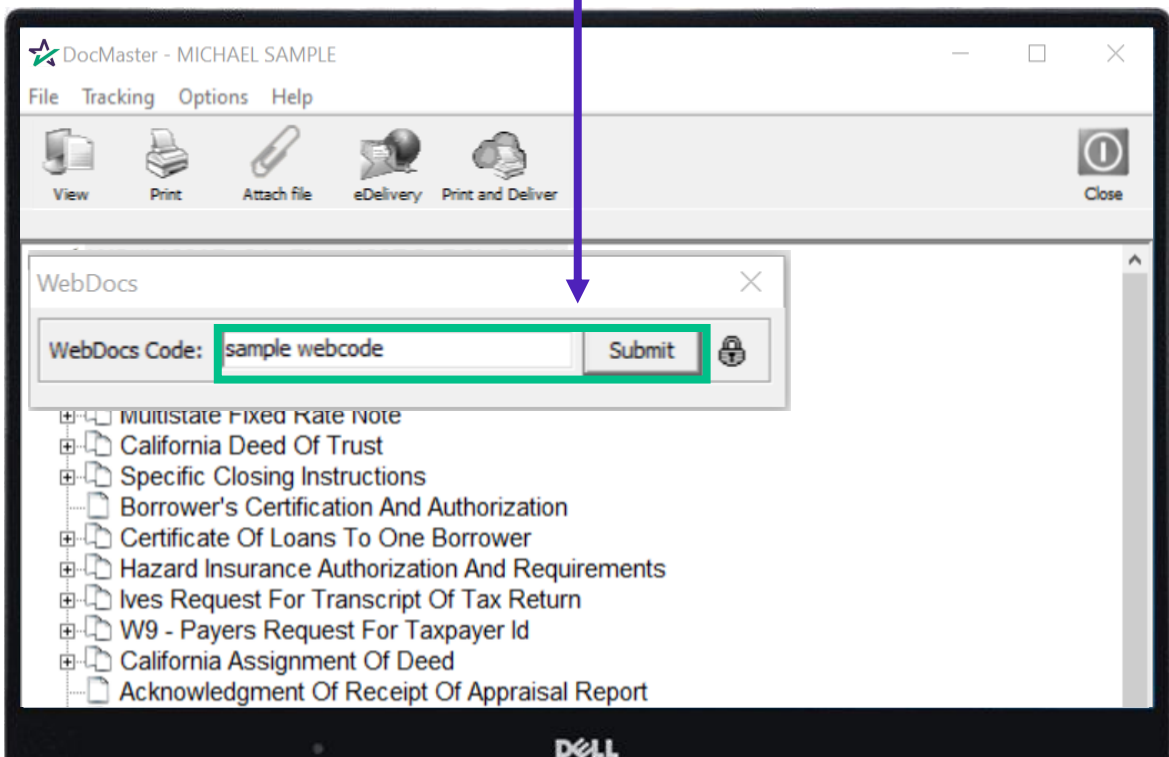 DocMaster - MICHAEL SAMPLE
File Tracking Options Help
View Print Attach file eDelivery Print and Deliver Close
WebDocs
WebDocs Code: sample webcode Submit
Multistate Fixed Rate Note
California Deed Of Trust
Specific Closing Instructions
Borrower's Certification And Authorization
Certificate Of Loans To One Borrower
Hazard Insurance Authorization And Requirements
Ives Request For Transcript Of Tax Return
W9 - Payers Request For Taxpayer Id
California Assignment Of Deed
Acknowledgment Of Receipt Of Appraisal Report
DELL